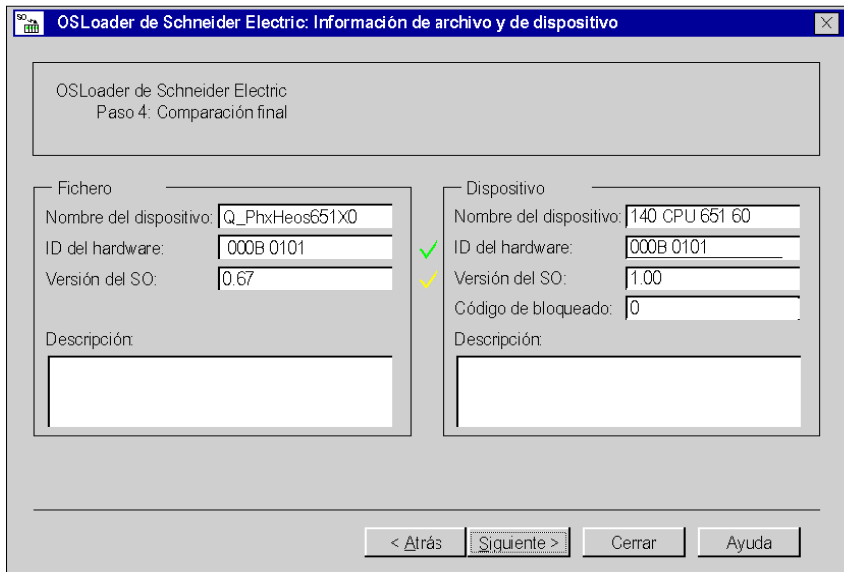 SO
OSLoader de Schneider Electric: Información de archivo y de dispositivo
OSLoader de Schneider Electric
Paso 4: Comparación final
Fichero
Nombre del dispositivo: Q_PhxHeos651X0
ID del hardware: 000B 0101
Versión del SO: 0.67
Descripción:
Dispositivo
Nombre del dispositivo: 140 CPU 651 60
ID del hardware: 000B 0101
Versión del SO: 1.00
Código de bloqueado: 0
Descripción:
< Atrás
Siguiente >
Cerrar
Ayuda